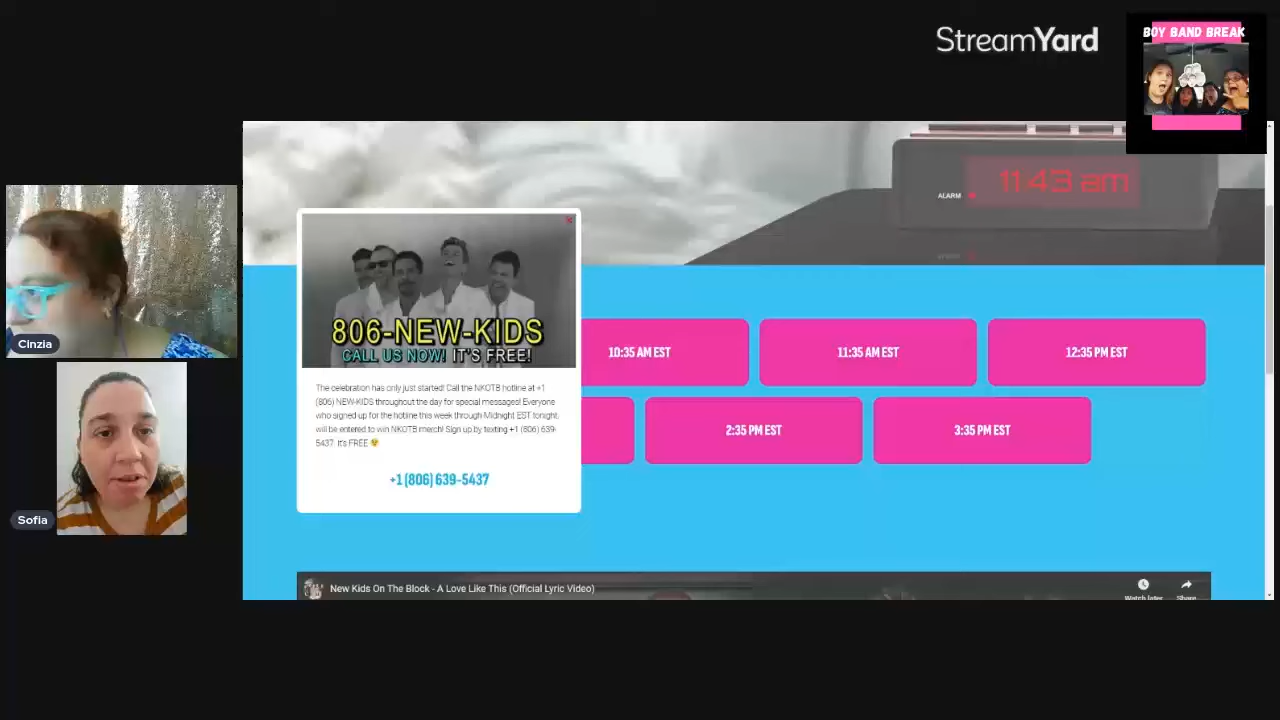 StreamYard
BOY BAND BREAK
11:43 am
ALARM
806-NEW-KIDS
CALL US NOW! IT'S FREE!
The celebration has only just started! Call the NKOTB hotline at +1
(806) NEW-KIDS throughout the day for special messages! Everyone
who signed up for the hotline this week through Midnight EST tonight,
will be entered to win NKOTB merch! Sign up by texting +1 (806) 639-
5437. It's FREE 😉
+1 (806) 639-5437
10:35 AM EST
11:35 AM EST
12:35 PM EST
2:35 PM EST
3:35 PM EST
Cinzia
Sofia
New Kids On The Block - A Love Like This (Official Lyric Video)
Watch later
Share